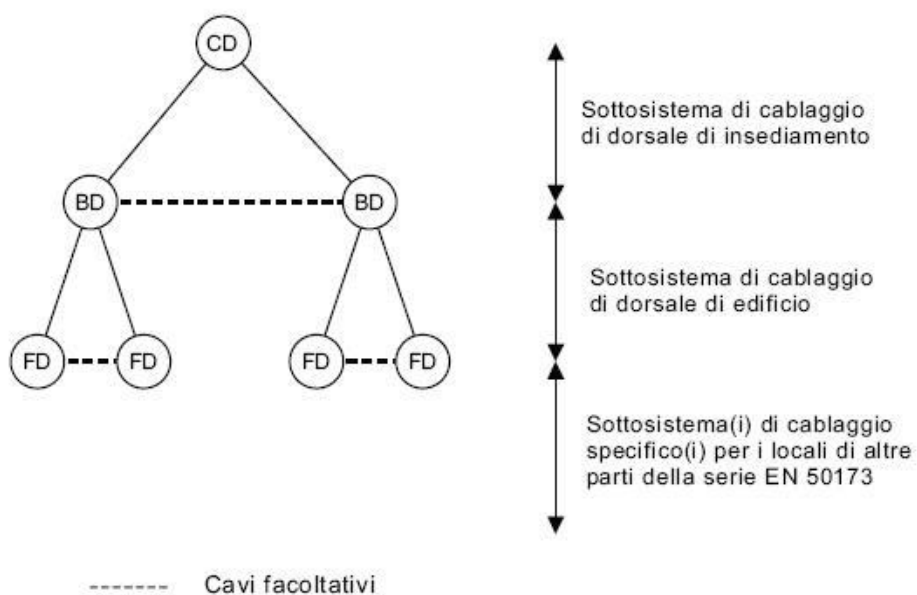 CD
Sottosistema di cablaggio
di dorsale di insediamento
BD
BD
Sottosistema di cablaggio
di dorsale di edificio
FD
FD
FD
FD
Sottosistema(i) di cablaggio
specifico(i) per i locali di altre
parti della serie EN 50173
Cavi facoltativi